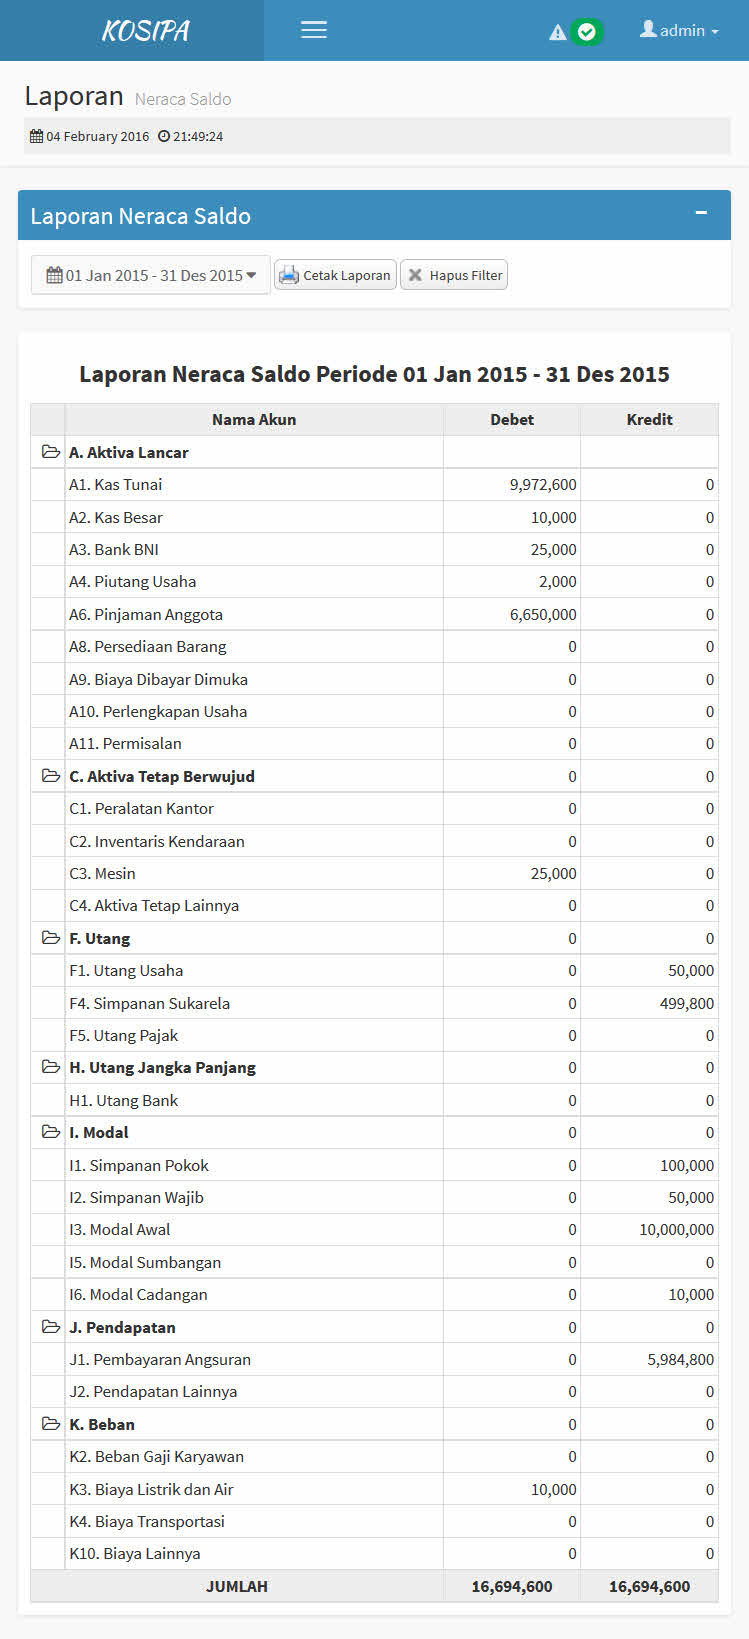 KOSIPA
admin
Laporan Neraca Saldo
04 February 2016 21:49:24
Laporan Neraca Saldo
01 Jan 2015 - 31 Des 2015 Cetak Laporan Hapus Filter
Laporan Neraca Saldo Periode 01 Jan 2015 - 31 Des 2015
Nama Akun Debet Kredit
A. Aktiva Lancar
A1. Kas Tunai 9,972,600 0
A2. Kas Besar 10,000 0
A3. Bank BNI 25,000 0
A4. Piutang Usaha 2,000 0
A6. Pinjaman Anggota 6,650,000 0
A8. Persediaan Barang 0 0
A9. Biaya Dibayar Dimuka 0 0
A10. Perlengkapan Usaha 0 0
A11. Permisalan 0 0
C. Aktiva Tetap Berwujud 0 0
C1. Peralatan Kantor 0 0
C2. Inventaris Kendaraan 0 0
C3. Mesin 25,000 0
C4. Aktiva Tetap Lainnya 0 0
F. Utang 0 0
F1. Utang Usaha 0 50,000
F4. Simpanan Sukarela 0 499,800
F5. Utang Pajak 0 0
H. Utang Jangka Panjang 0 0
H1. Utang Bank 0 0
I. Modal 0 0
I1. Simpanan Pokok 0 100,000
I2. Simpanan Wajib 0 50,000
I3. Modal Awal 0 10,000,000
I5. Modal Sumbangan 0 0
I6. Modal Cadangan 0 10,000
J. Pendapatan 0 0
J1. Pembayaran Angsuran 0 5,984,800
J2. Pendapatan Lainnya 0 0
K. Beban 0 0
K2. Beban Gaji Karyawan 0 0
K3. Biaya Listrik dan Air 10,000 0
K4. Biaya Transportasi 0 0
K10. Biaya Lainnya 0 0
JUMLAH 16,694,600 16,694,600